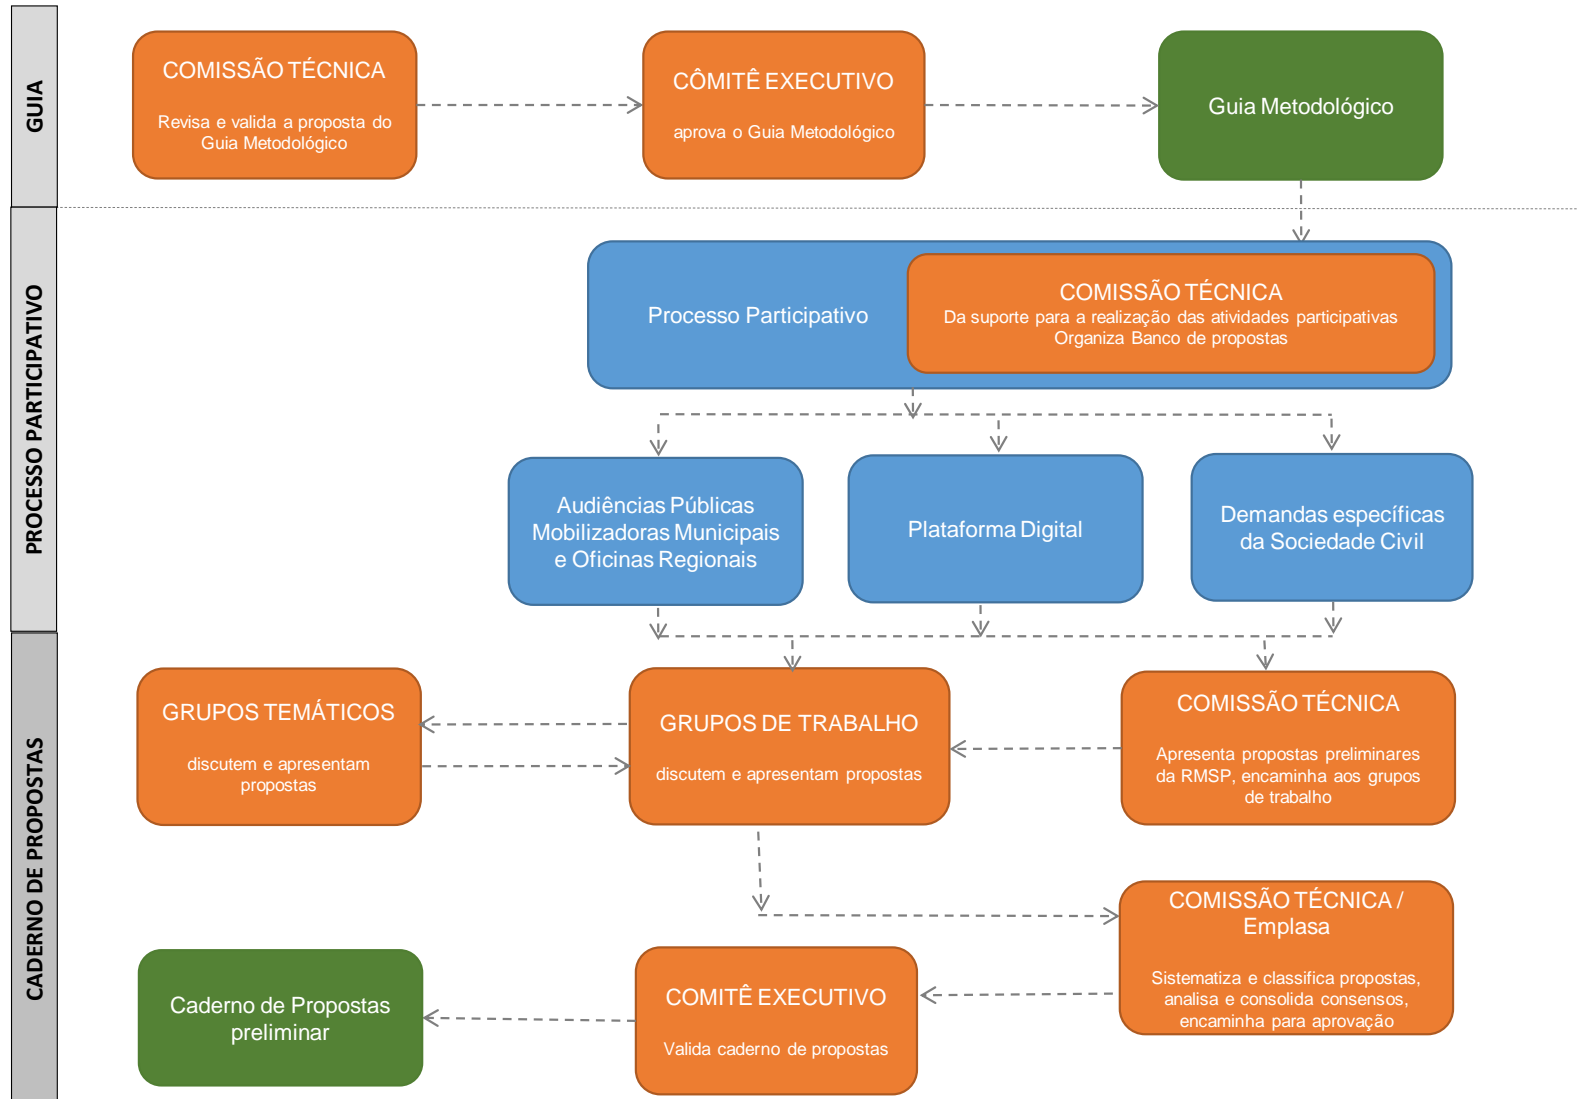 GUIA
COMISSÃO TÉCNICA
Revisa e valida a proposta do
Guia Metodológico
CÔMITÊ EXECUTIVO
aprova o Guia Metodológico
Guia Metodológico
PROCESSO PARTICIPATIVO
Processo Participativo
COMISSÃO TÉCNICA
Da suporte para a realização das atividades participativas
Organiza Banco de propostas
Audiências Públicas
Mobilizadoras Municipais
e Oficinas Regionais
Plataforma Digital
Demandas específicas
da Sociedade Civil
CADERNO DE PROPOSTAS
GRUPOS TEMÁTICOS
discutem e apresentam
propostas
GRUPOS DE TRABALHO
discutem e apresentam propostas
COMISSÃO TÉCNICA
Apresenta propostas preliminares
da RMSP, encaminha aos grupos
de trabalho
COMISSÃO TÉCNICA /
Emplasa
Sistematiza e classifica propostas,
analisa e consolida consensos,
encaminha para aprovação
COMITÊ EXECUTIVO
Valida caderno de propostas
Caderno de Propostas
preliminar